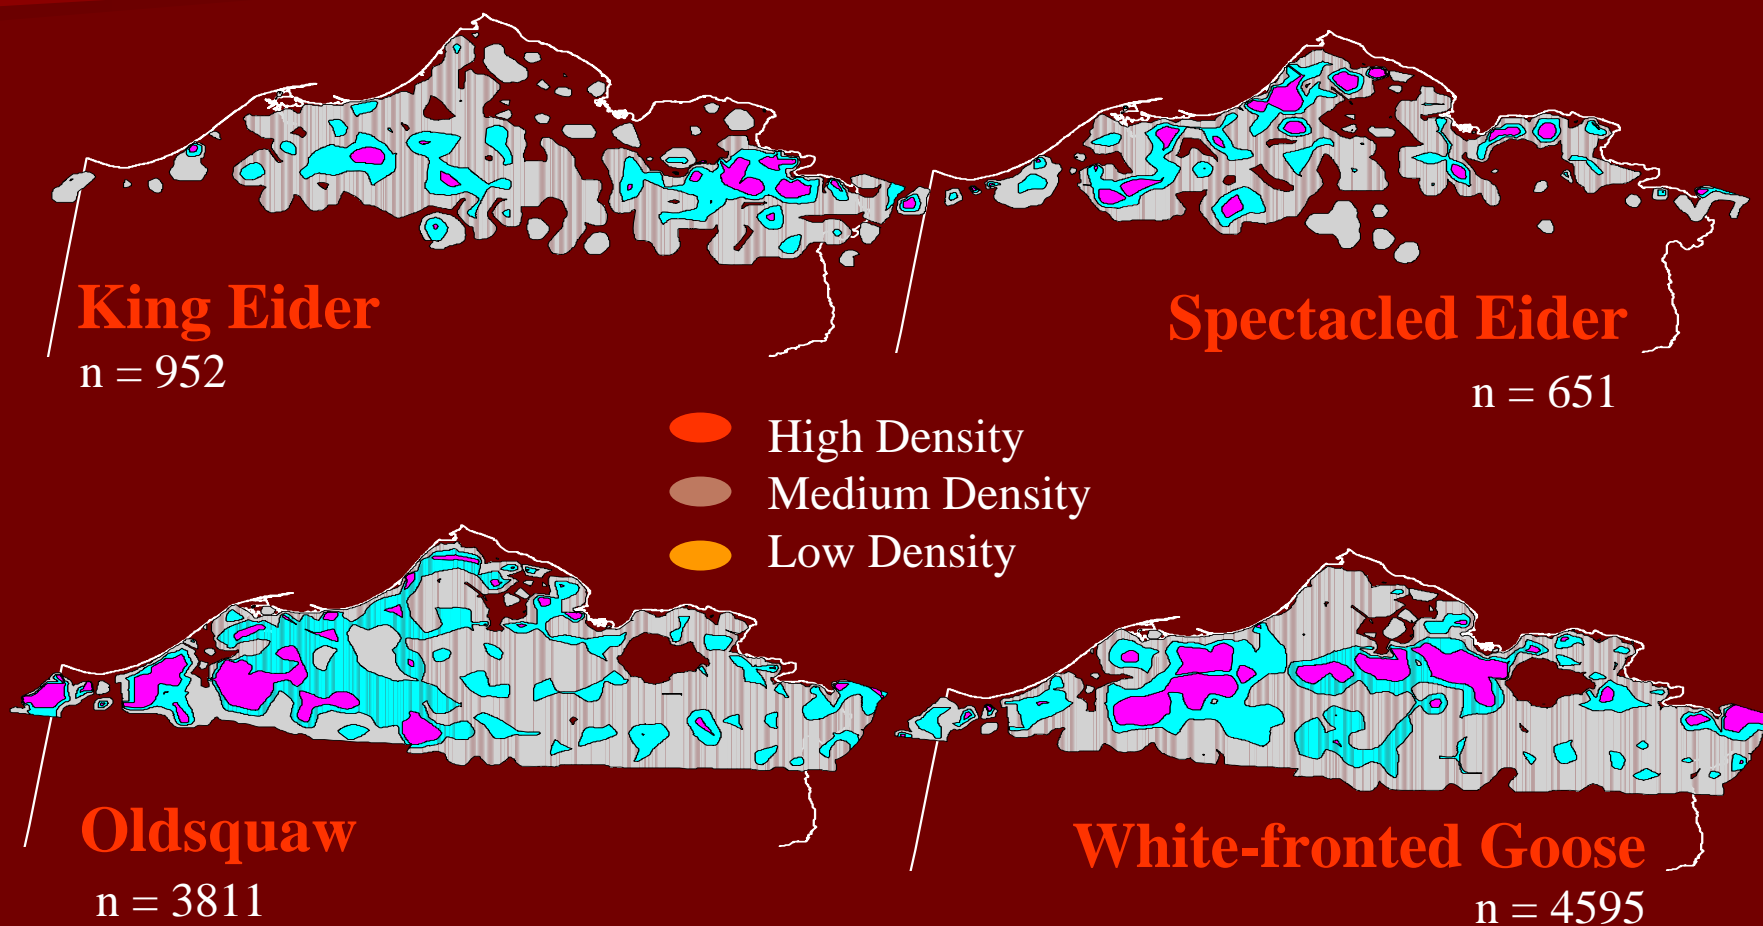 King Eider
n = 952
Spectacled Eider
n = 651
High Density
Medium Density
Low Density
Oldsquaw
n = 3811
White-fronted Goose
n = 4595